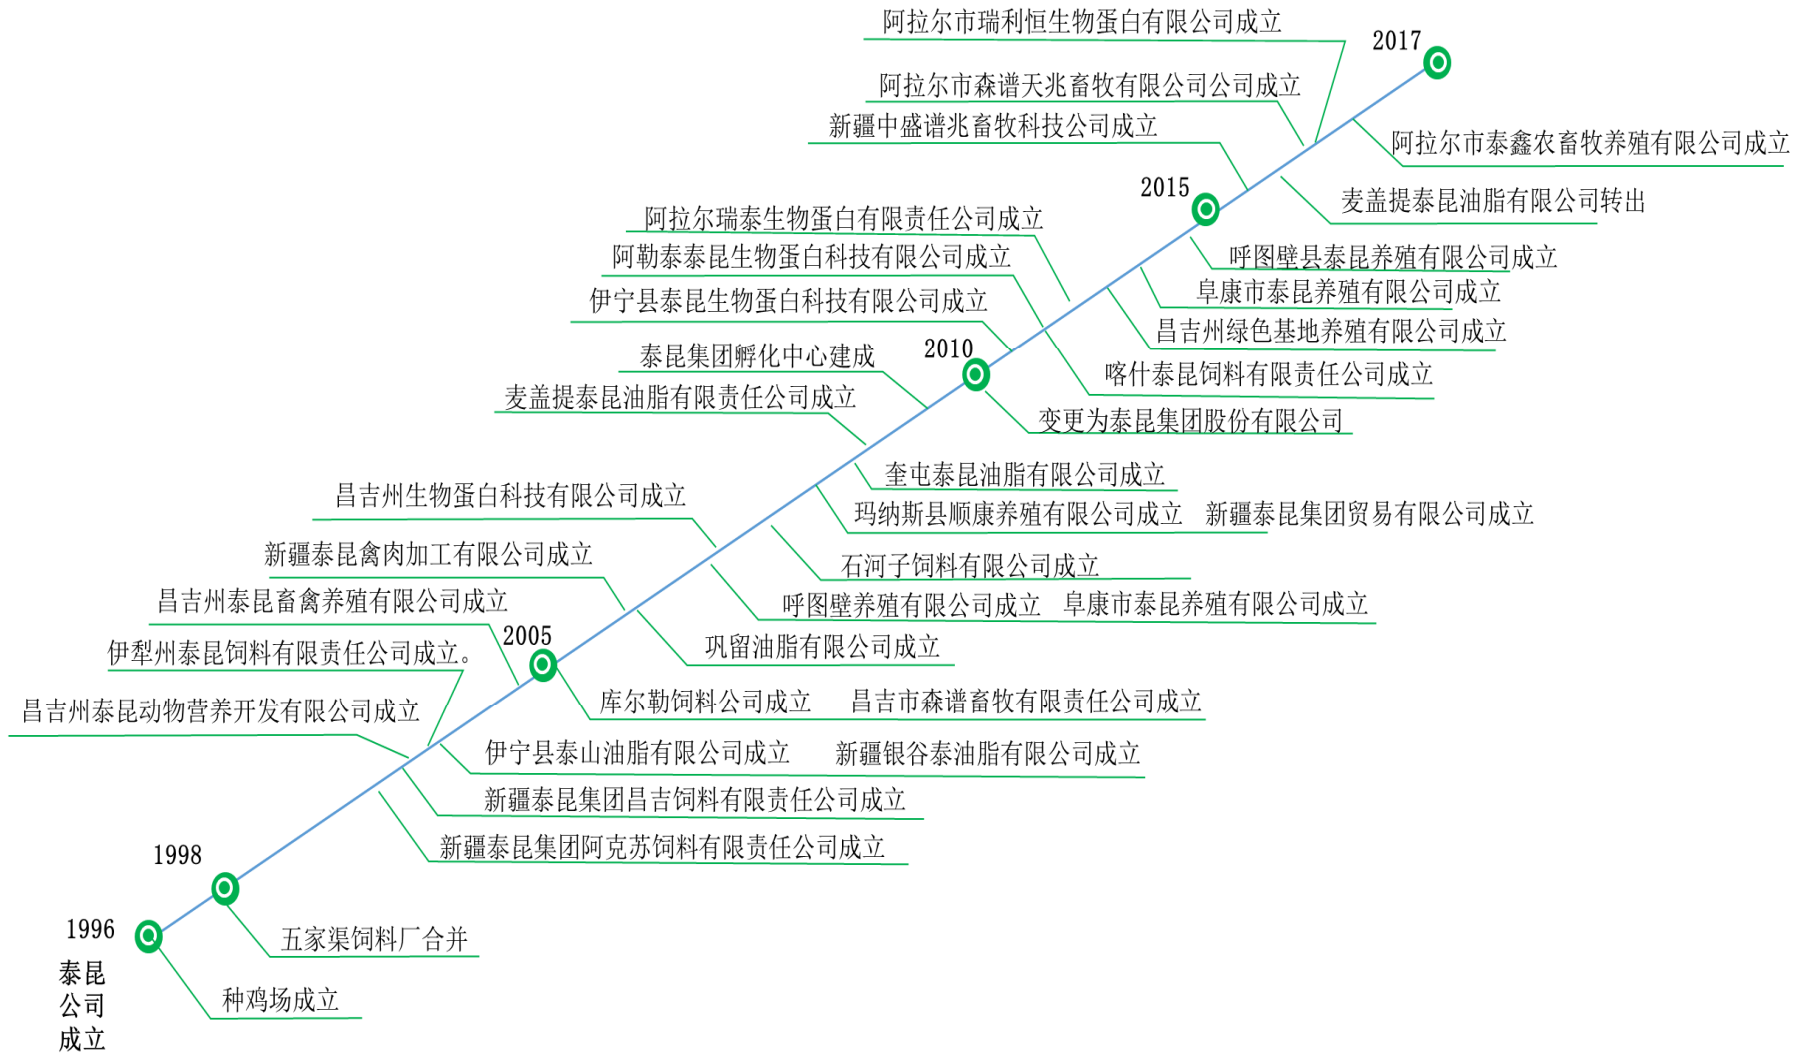 阿拉尔市瑞利恒生物蛋白有限公司成立
2017
阿拉尔市森谱天兆畜牧有限公司公司成立
新疆中盛谱兆畜牧科技公司成立
阿拉尔市泰鑫农畜牧养殖有限公司成立
2015
麦盖提泰昆油脂有限公司转出
阿拉尔瑞泰生物蛋白有限责任公司成立
呼图壁县泰昆养殖有限公司成立
阿勒泰泰昆生物蛋白科技有限公司成立
阜康市泰昆养殖有限公司成立
伊宁县泰昆生物蛋白科技有限公司成立
昌吉州绿色基地养殖有限公司成立
2010
泰昆集团孵化中心建成
喀什泰昆饲料有限责任公司成立
麦盖提泰昆油脂有限责任公司成立
变更为泰昆集团股份有限公司
奎屯泰昆油脂有限公司成立
昌吉州生物蛋白科技有限公司成立
玛纳斯县顺康养殖有限公司成立 新疆泰昆集团贸易有限公司成立
新疆泰昆禽肉加工有限公司成立
石河子饲料有限公司成立
昌吉州泰昆畜禽养殖有限公司成立
呼图壁养殖有限公司成立 阜康市泰昆养殖有限公司成立
2005
伊犁州泰昆饲料有限责任公司成立。
巩留油脂有限公司成立
库尔勒饲料公司成立 昌吉市森谱畜牧有限责任公司成立
昌吉州泰昆动物营养开发有限公司成立
伊宁县泰山油脂有限公司成立 新疆银谷泰油脂有限公司成立
新疆泰昆集团昌吉饲料有限责任公司成立
新疆泰昆集团阿克苏饲料有限责任公司成立
1998
1996
五家渠饲料厂合并
泰昆
公司
成立
种鸡场成立